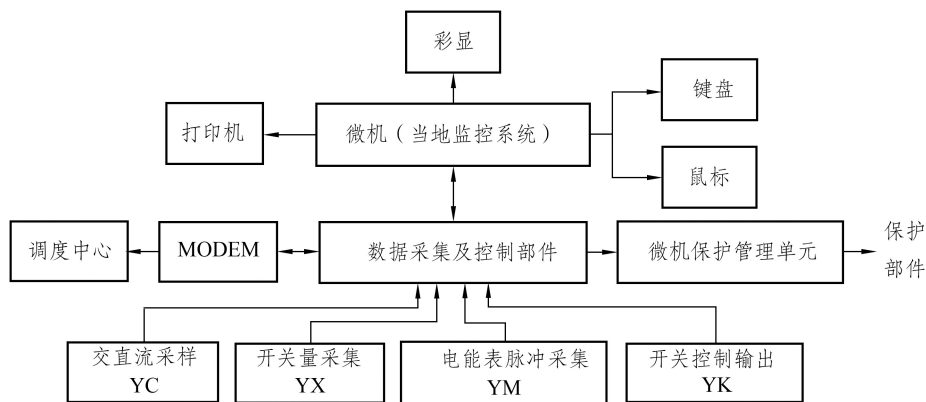 彩显
键盘
打印机
微机（当地监控系统）
鼠标
调度中心
MODEM
数据采集及控制部件
微机保护管理单元
保护
部件
交直流采样
YC
开关量采集
YX
电能表脉冲采集
YM
开关控制输出
YK